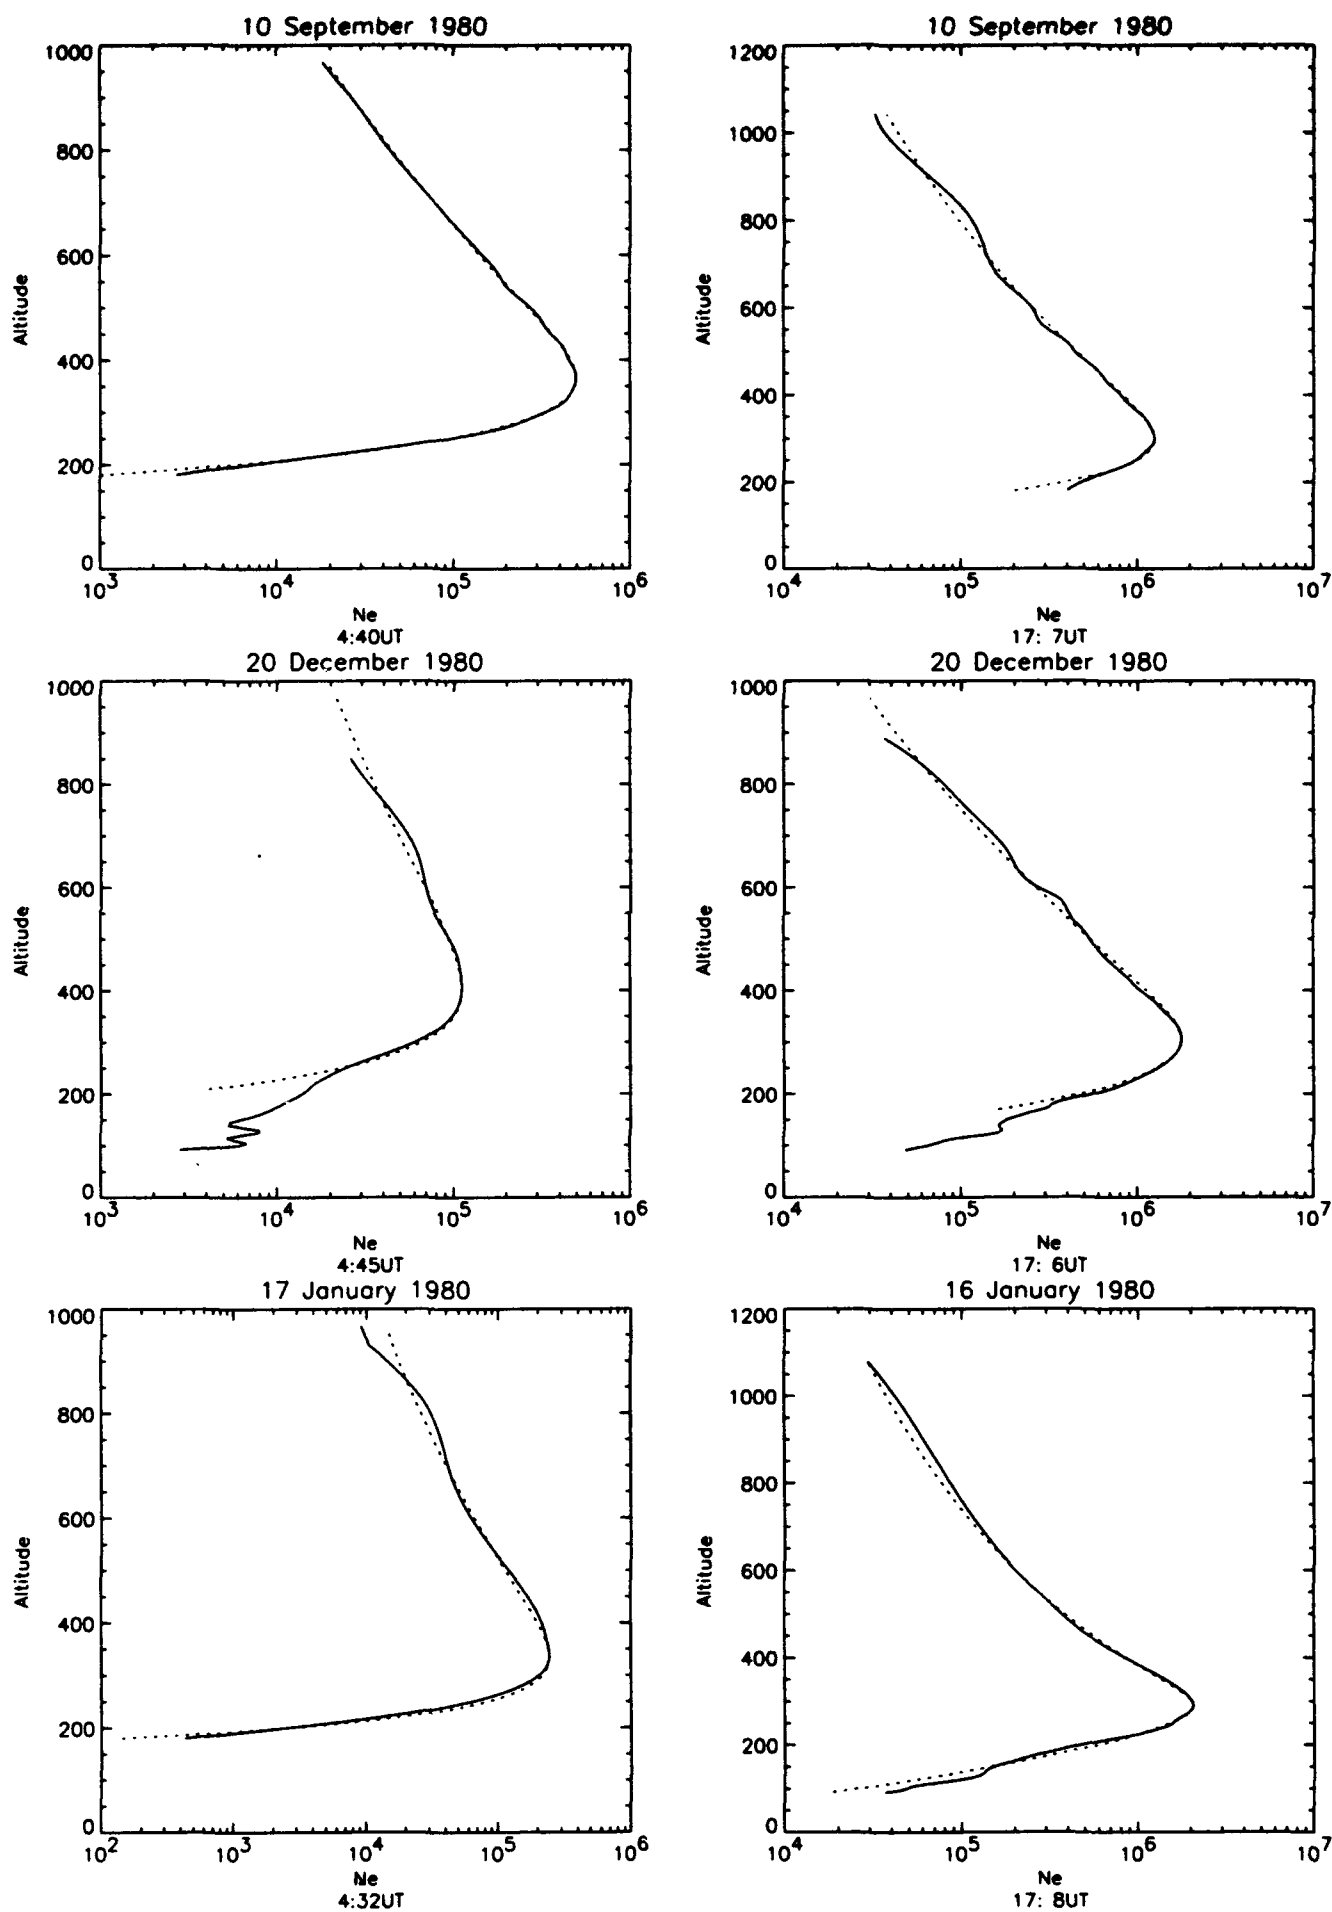 10 September 1980
1000
800
600
400
200
0
Altitude
10³ 10⁴ 10⁵ 10⁶
Ne
4:40UT
10 September 1980
1200
1000
800
600
400
200
0
Altitude
10⁴ 10⁵ 10⁶ 10⁷
Ne
17: 7UT
20 December 1980
1000
800
600
400
200
0
Altitude
10³ 10⁴ 10⁵ 10⁶
Ne
4:45UT
20 December 1980
1000
800
600
400
200
0
Altitude
10⁴ 10⁵ 10⁶ 10⁷
Ne
17: 6UT
17 January 1980
1000
800
600
400
200
0
Altitude
10² 10³ 10⁴ 10⁵ 10⁶
Ne
4:32UT
16 January 1980
1200
1000
800
600
400
200
0
Altitude
10⁴ 10⁵ 10⁶ 10⁷
Ne
17: 8UT